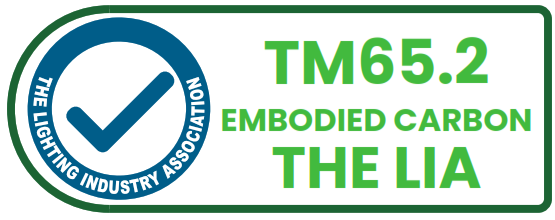 THE LIGHTING INDUSTRY ASSOCIATION
TM65.2
EMBODIED CARBON
THE LIA